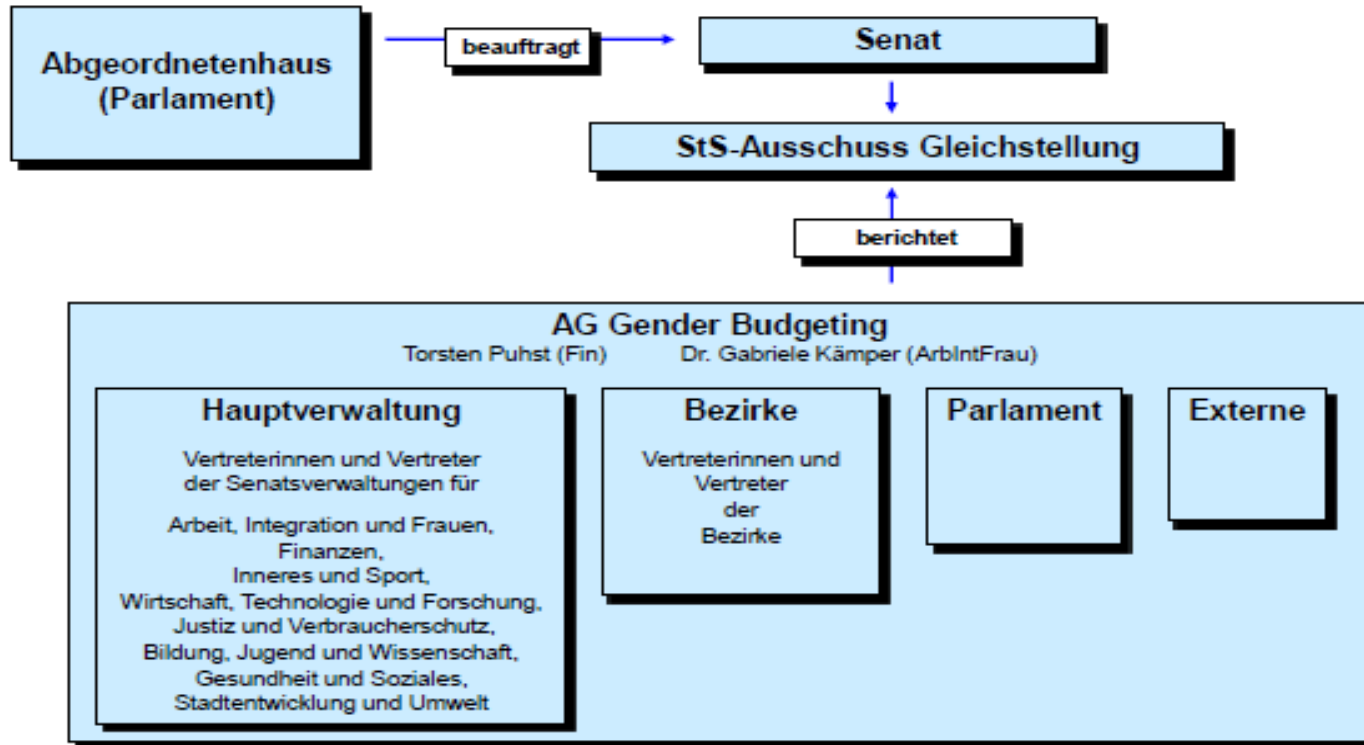 Abgeordnetenhaus
(Parlament)
beauftragt
Senat
StS-Ausschuss Gleichstellung
berichtet
AG Gender Budgeting
Torsten Puhst (Fin) Dr. Gabriele Kämper (ArbIntFrau)
Hauptverwaltung
Vertreterinnen und Vertreter
der Senatsverwaltungen für
Arbeit, Integration und Frauen,
Finanzen,
Inneres und Sport,
Wirtschaft, Technologie und Forschung,
Justiz und Verbraucherschutz,
Bildung, Jugend und Wissenschaft,
Gesundheit und Soziales,
Stadtentwicklung und Umwelt
Bezirke
Vertreterinnen und
Vertreter
der
Bezirke
Parlament
Externe